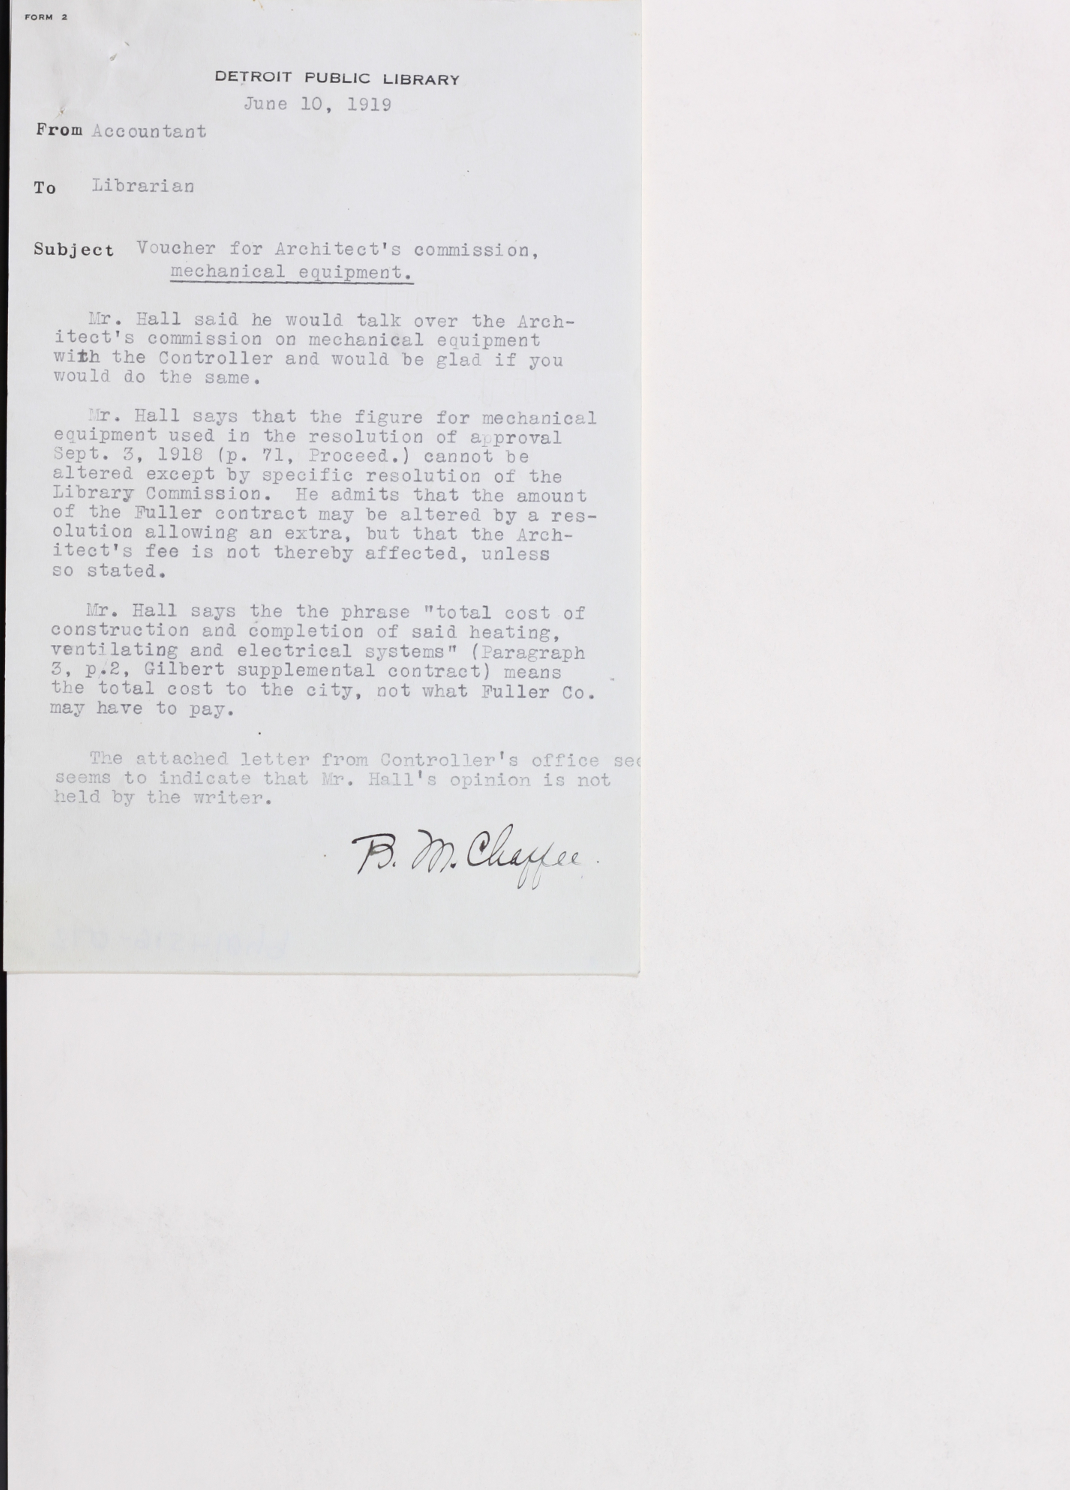 FORM 2
DETROIT PUBLIC LIBRARY
June 10, 1919
From Accountant
To Librarian
Subject Voucher for Architect's commission,
mechanical equipment.
Mr. Hall said he would talk over the Arch-
itect's commission on mechanical equipment
with the Controller and would be glad if you
would do the same.
Mr. Hall says that the figure for mechanical
equipment used in the resolution of approval
Sept. 3, 1918 (p. 71, Proceed.) cannot be
altered except by specific resolution of the
Library Commission. He admits that the amount
of the Fuller contract may be altered by a res-
olution allowing an extra, but that the Arch-
itect's fee is not thereby affected, unless
so stated.
Mr. Hall says the the phrase "total cost of
construction and completion of said heating,
ventilating and electrical systems" (Paragraph
3, p.2, Gilbert supplemental contract) means
the total cost to the city, not what Fuller Co.
may have to pay.
The attached letter from Controller's office see
seems to indicate that Mr. Hall's opinion is not
held by the writer.
B. M. Chaffee